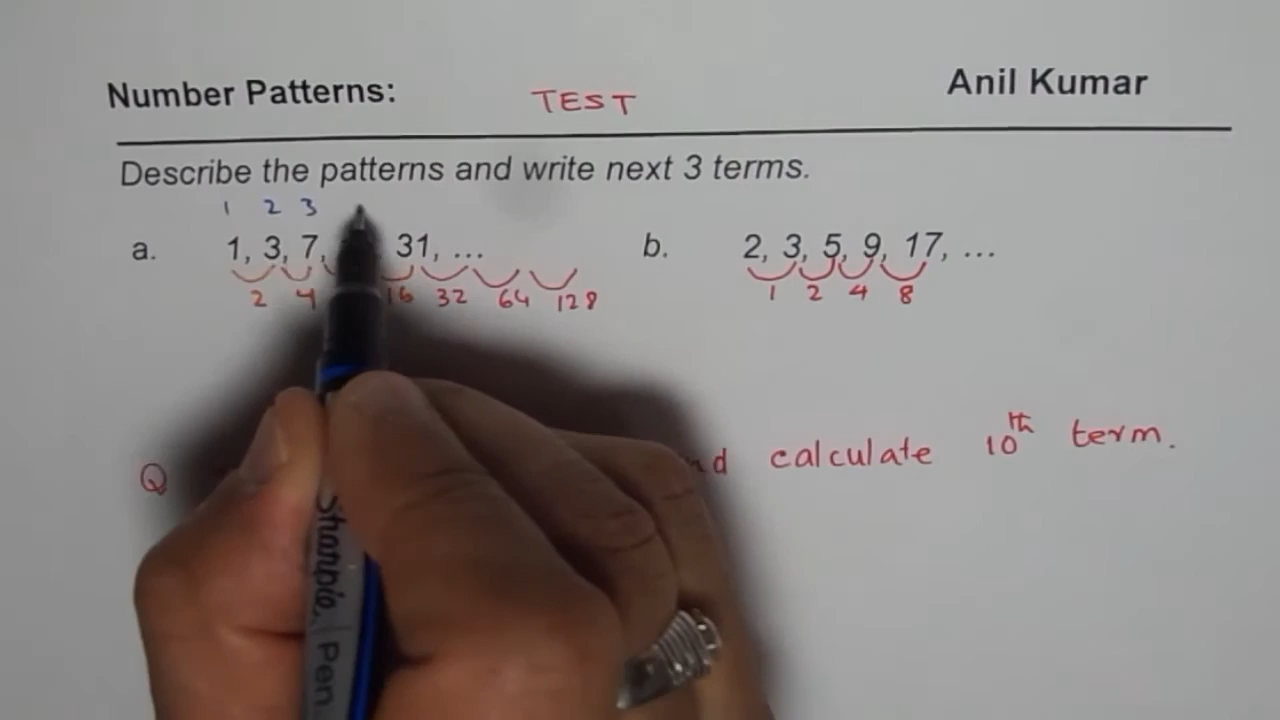 Number Patterns: TEST Anil Kumar
Describe the patterns and write next 3 terms.
1 2 3
a. 1, 3, 7, 31, ... b. 2, 3, 5, 9, 17, ...
2 4 16 32 64 128 1 2 4 8
Q calculate 10th term.
Sharpie. Pen